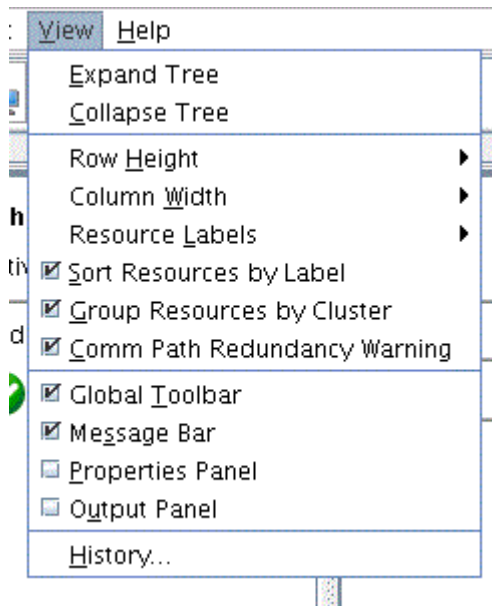 View Help
Expand Tree
Collapse Tree
Row Height
Column Width
h
Resource Labels
tiv
Sort Resources by Label
Group Resources by Cluster
d
Comm Path Redundancy Warning
Global Toolbar
Message Bar
Properties Panel
Output Panel
History...